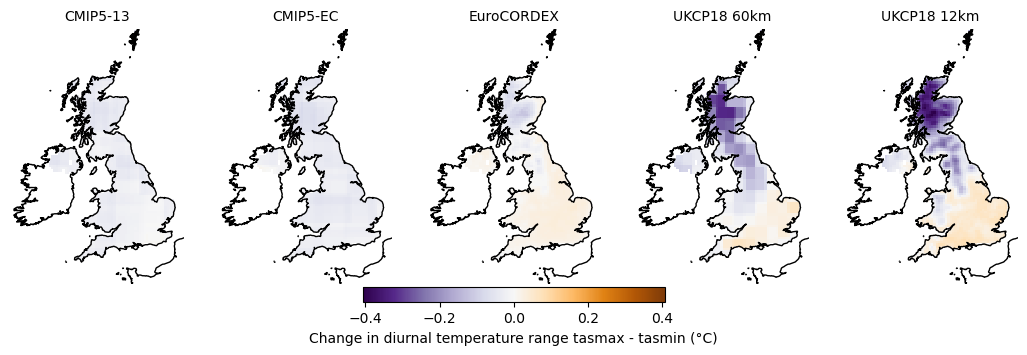 CMIP5-13 CMIP5-EC EuroCORDEX UKCP18 60km UKCP18 12km
−0.4 −0.2 0.0 0.2 0.4
Change in diurnal temperature range tasmax - tasmin (°C)